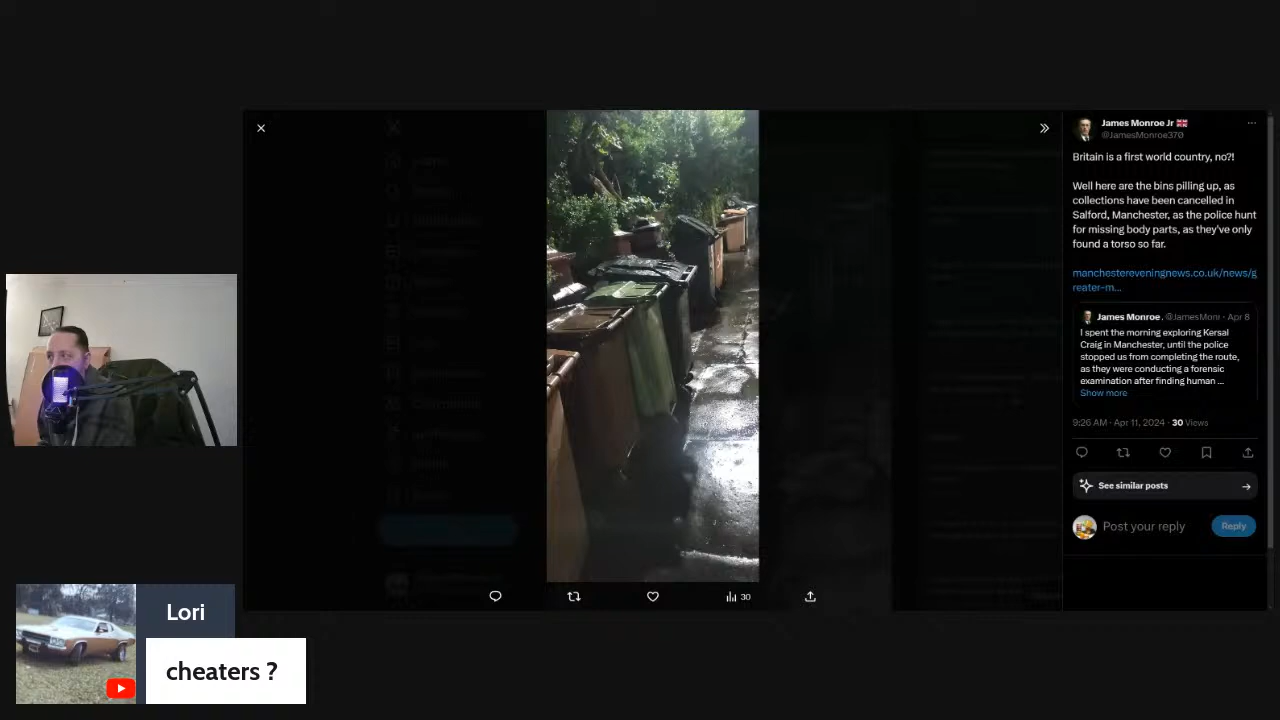 James Monroe Jr 🇬🇧
@JamesMonroe370
Britain is a first world country, no?!
Well here are the bins pilling up, as
collections have been cancelled in
Salford, Manchester, as the police hunt
for missing body parts, as they've only
found a torso so far.
manchestereveningnews.co.uk/news/g
reater-m...
James Monroe . @JamesMonr · Apr 8
I spent the morning exploring Kersal
Craig in Manchester, until the police
stopped us from completing the route,
as they were conducting a forensic
examination after finding human ...
Show more
9:26 AM · Apr 11, 2024 · 30 Views
See similar posts
Post your reply
Reply
30
Lori
cheaters ?